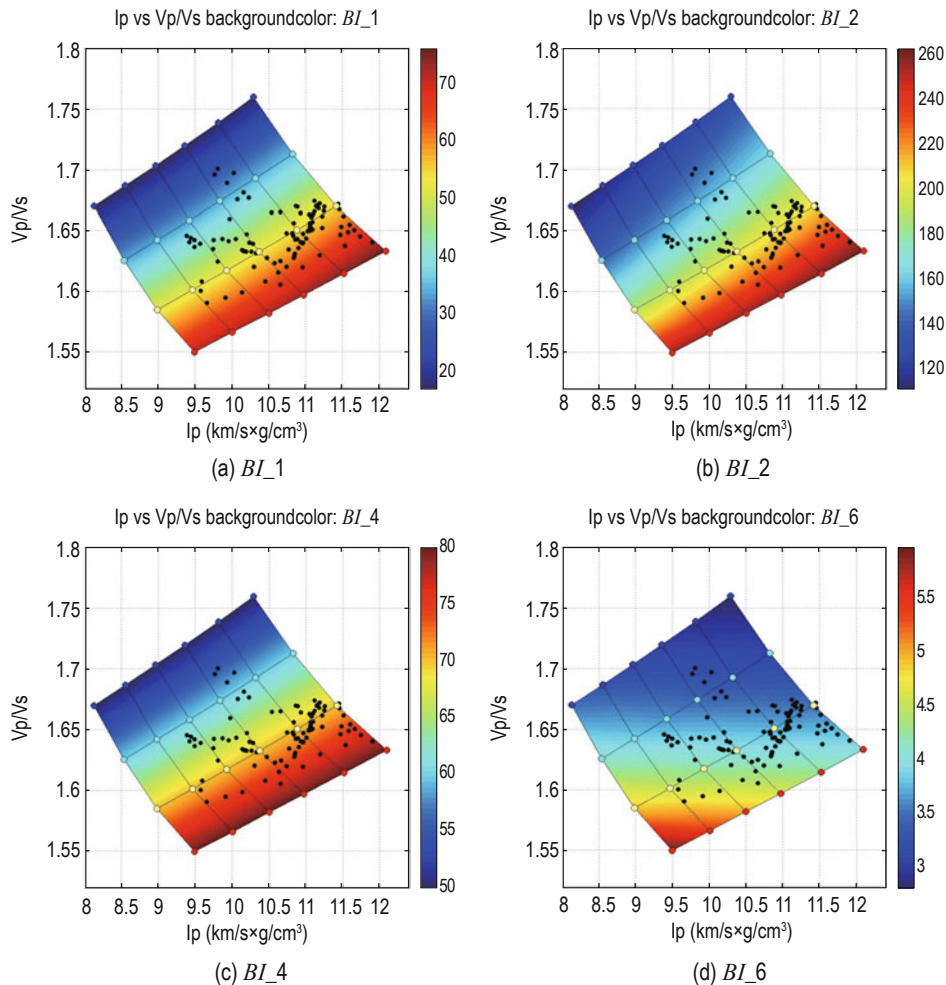 Ip vs Vp/Vs backgroundcolor: BI_1
1.8
1.75
1.7
1.65
1.6
1.55
Vp/Vs
8 8.5 9 9.5 10 10.5 11 11.5 12
Ip (km/s×g/cm³)
70
60
50
40
30
20
(a) BI_1
Ip vs Vp/Vs backgroundcolor: BI_2
1.8
1.75
1.7
1.65
1.6
1.55
Vp/Vs
8 8.5 9 9.5 10 10.5 11 11.5 12
Ip (km/s×g/cm³)
260
240
220
200
180
160
140
120
(b) BI_2
Ip vs Vp/Vs backgroundcolor: BI_4
1.8
1.75
1.7
1.65
1.6
1.55
Vp/Vs
8 8.5 9 9.5 10 10.5 11 11.5 12
Ip (km/s×g/cm³)
80
75
70
65
60
55
50
(c) BI_4
Ip vs Vp/Vs backgroundcolor: BI_6
1.8
1.75
1.7
1.65
1.6
1.55
Vp/Vs
8 8.5 9 9.5 10 10.5 11 11.5 12
Ip (km/s×g/cm³)
5.5
5
4.5
4
3.5
3
(d) BI_6